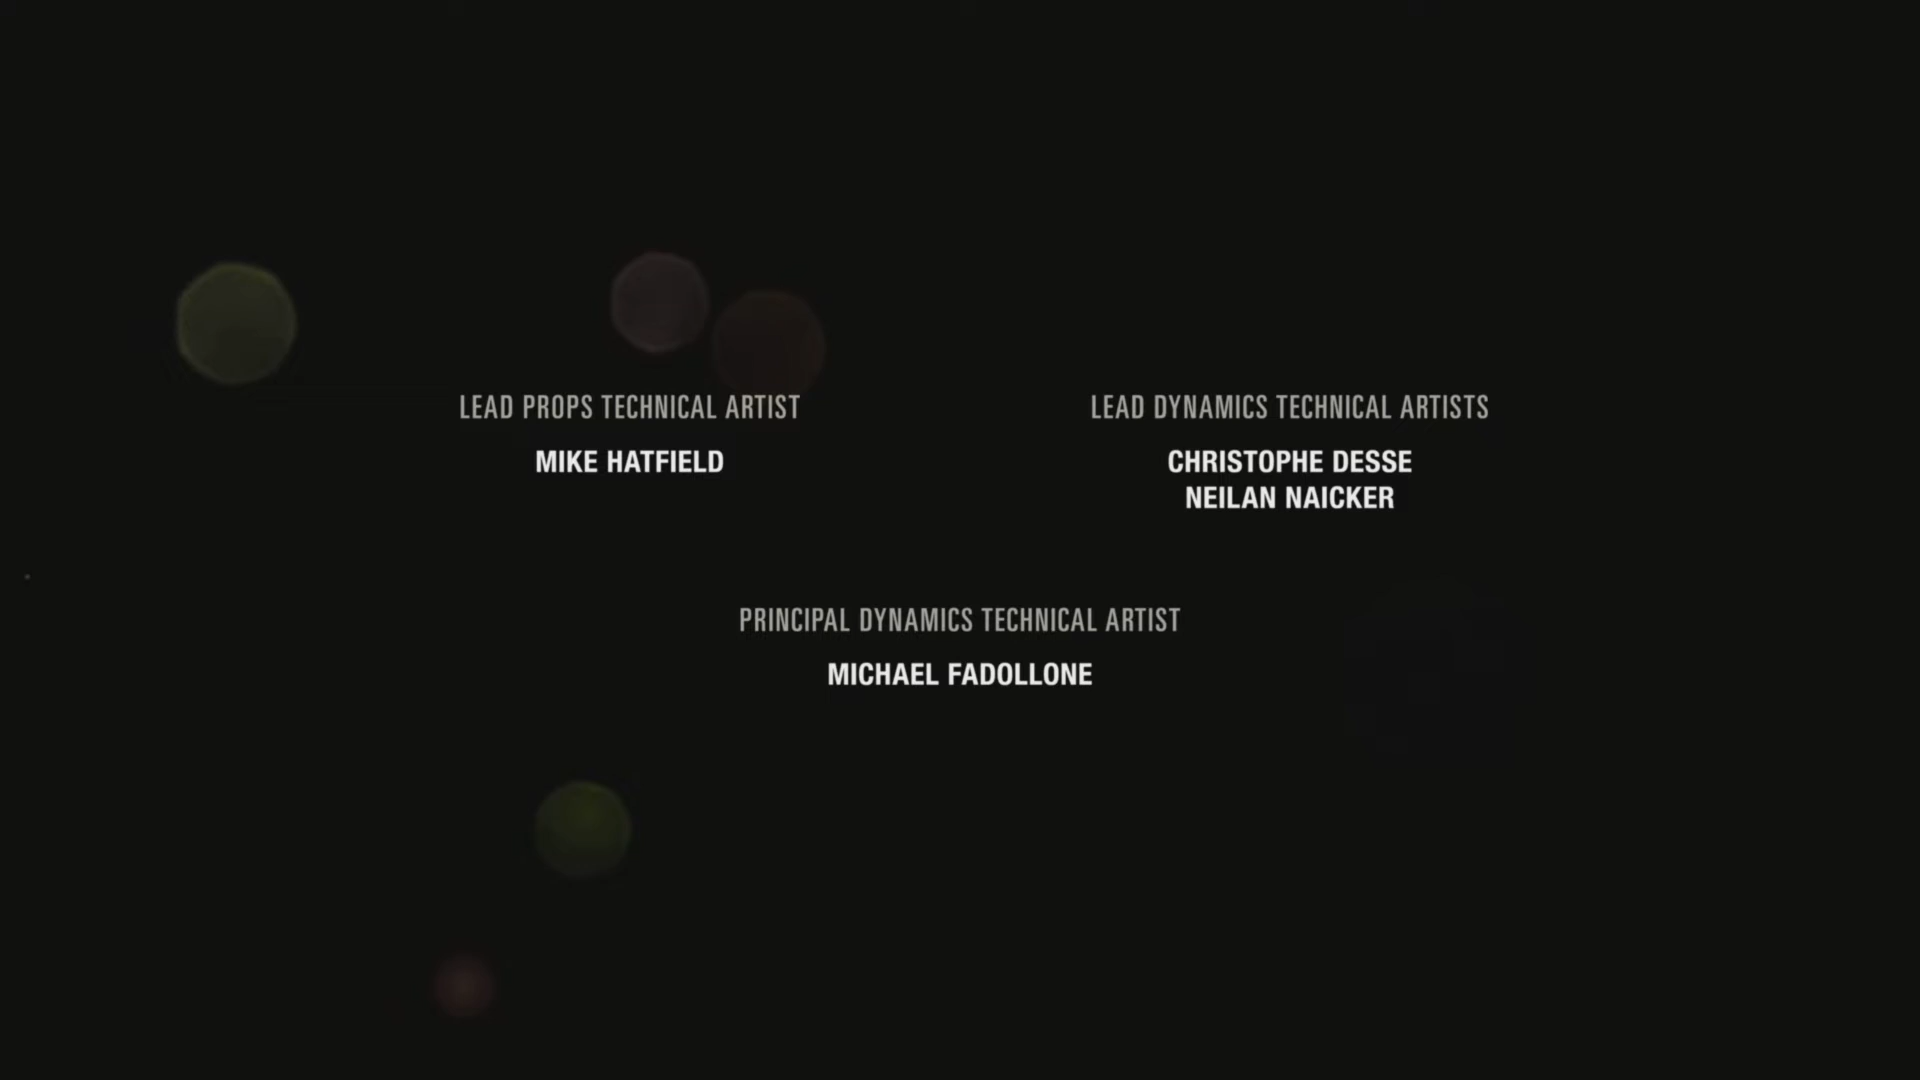 LEAD PROPS TECHNICAL ARTIST
MIKE HATFIELD
LEAD DYNAMICS TECHNICAL ARTISTS
CHRISTOPHE DESSE
NEILAN NAICKER
PRINCIPAL DYNAMICS TECHNICAL ARTIST
MICHAEL FADOLLONE